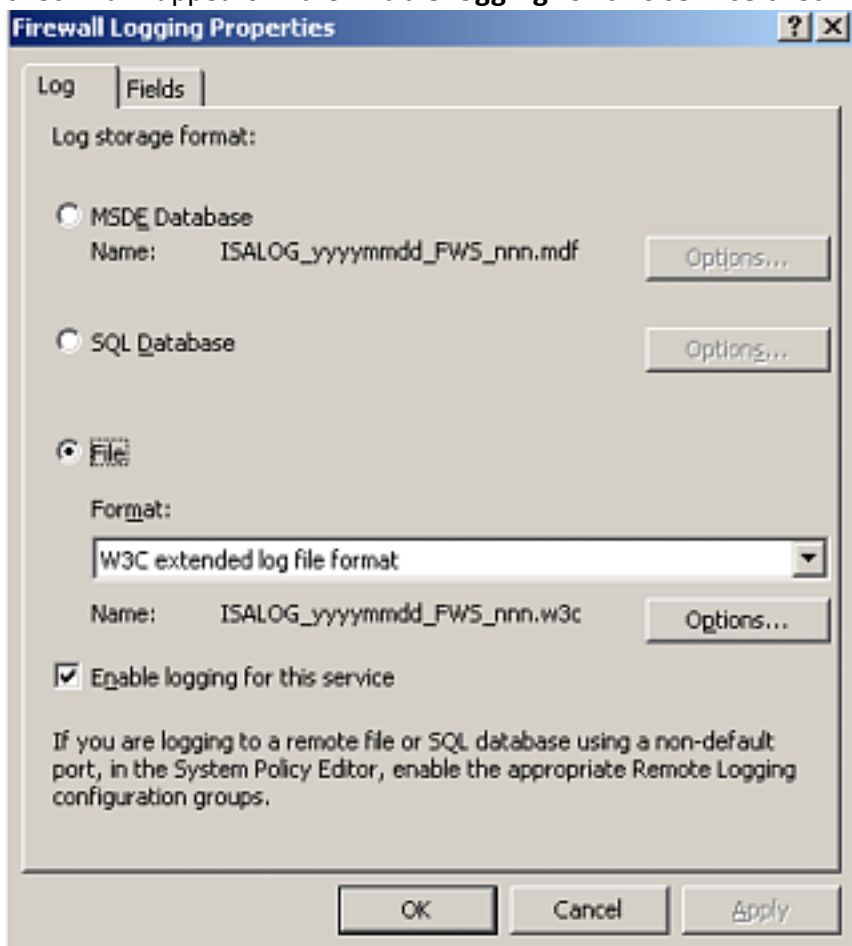 Firewall Logging Properties
Log
Fields
Log storage format:
MSDE Database
Name: ISALOG_yyyymmdd_FWS_nnn.mdf
Options...
SQL Database
Options...
File
Format:
W3C extended log file format
Name: ISALOG_yyyymmdd_FWS_nnn.w3c
Options...
Enable logging for this service
If you are logging to a remote file or SQL database using a non-default
port, in the System Policy Editor, enable the appropriate Remote Logging
configuration groups.
OK
Cancel
Apply